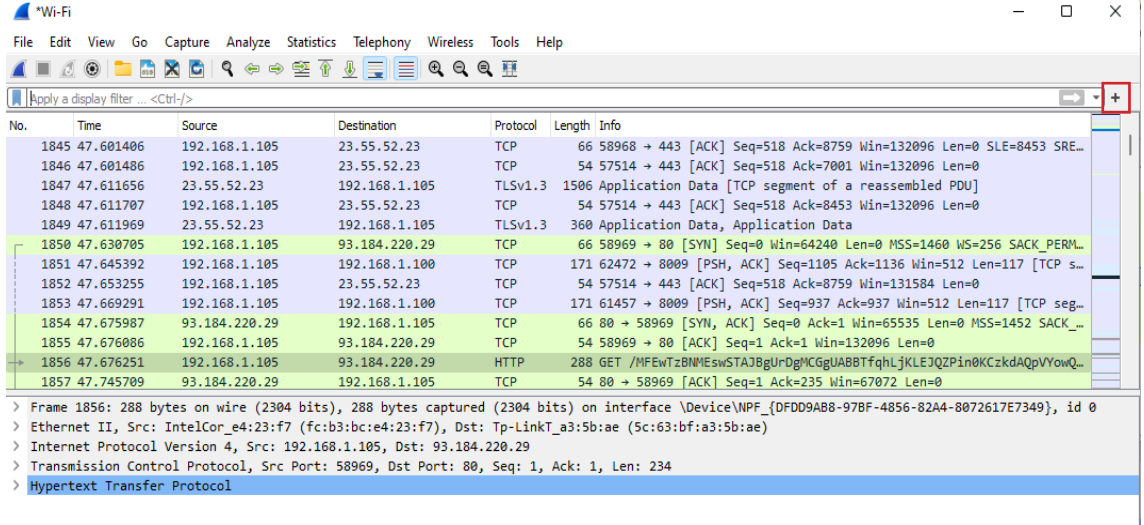 *Wi-Fi
File Edit View Go Capture Analyze Statistics Telephony Wireless Tools Help
Apply a display filter ... <Ctrl-/>
+
No. Time Source Destination Protocol Length Info
1845 47.601406 192.168.1.105 23.55.52.23 TCP 66 58968 → 443 [ACK] Seq=518 Ack=8759 Win=132096 Len=0 SLE=8453 SRE…
1846 47.601486 192.168.1.105 23.55.52.23 TCP 54 57514 → 443 [ACK] Seq=518 Ack=7001 Win=132096 Len=0
1847 47.611656 23.55.52.23 192.168.1.105 TLSv1.3 1506 Application Data [TCP segment of a reassembled PDU]
1848 47.611707 192.168.1.105 23.55.52.23 TCP 54 57514 → 443 [ACK] Seq=518 Ack=8453 Win=132096 Len=0
1849 47.611969 23.55.52.23 192.168.1.105 TLSv1.3 360 Application Data, Application Data
1850 47.630705 192.168.1.105 93.184.220.29 TCP 66 58969 → 80 [SYN] Seq=0 Win=64240 Len=0 MSS=1460 WS=256 SACK_PERM…
1851 47.645392 192.168.1.105 192.168.1.100 TCP 171 62472 → 8009 [PSH, ACK] Seq=1105 Ack=1136 Win=512 Len=117 [TCP s…
1852 47.653255 192.168.1.105 23.55.52.23 TCP 54 57514 → 443 [ACK] Seq=518 Ack=8759 Win=131584 Len=0
1853 47.669291 192.168.1.105 192.168.1.100 TCP 171 61457 → 8009 [PSH, ACK] Seq=937 Ack=937 Win=512 Len=117 [TCP seg…
1854 47.675987 93.184.220.29 192.168.1.105 TCP 66 80 → 58969 [SYN, ACK] Seq=0 Ack=1 Win=65535 Len=0 MSS=1452 SACK_…
1855 47.676086 192.168.1.105 93.184.220.29 TCP 54 58969 → 80 [ACK] Seq=1 Ack=1 Win=132096 Len=0
1856 47.676251 192.168.1.105 93.184.220.29 HTTP 288 GET /MFEwTzBNMEswSTAJBgUrDgMCGgUABBTfqhLjKLEJQZPin0KCzkdAQpVYowQ…
1857 47.745709 93.184.220.29 192.168.1.105 TCP 54 80 → 58969 [ACK] Seq=1 Ack=235 Win=67072 Len=0
> Frame 1856: 288 bytes on wire (2304 bits), 288 bytes captured (2304 bits) on interface \Device\NPF_{DFDD9AB8-97BF-4856-82A4-8072617E7349}, id 0
> Ethernet II, Src: IntelCor_e4:23:f7 (fc:b3:bc:e4:23:f7), Dst: Tp-LinkT_a3:5b:ae (5c:63:bf:a3:5b:ae)
> Internet Protocol Version 4, Src: 192.168.1.105, Dst: 93.184.220.29
> Transmission Control Protocol, Src Port: 58969, Dst Port: 80, Seq: 1, Ack: 1, Len: 234
> Hypertext Transfer Protocol